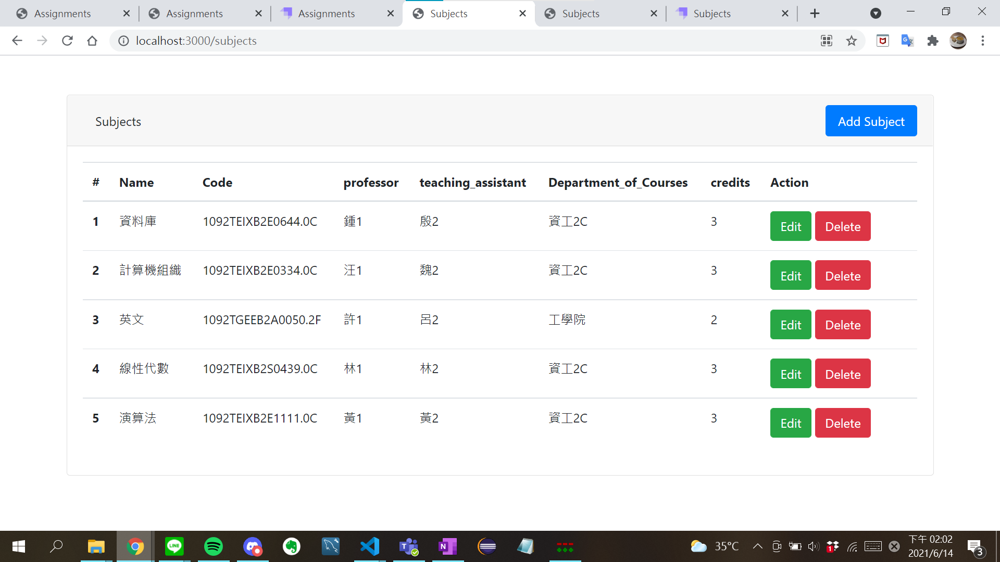 Assignments Assignments Assignments Subjects Subjects Subjects
localhost:3000/subjects
Subjects Add Subject
# Name Code professor teaching_assistant Department_of_Courses credits Action
1 資料庫 1092TEIXB2E0644.0C 鍾1 殷2 資工2C 3 Edit Delete
2 計算機組織 1092TEIXB2E0334.0C 汪1 魏2 資工2C 3 Edit Delete
3 英文 1092TGEEB2A0050.2F 許1 呂2 工學院 2 Edit Delete
4 線性代數 1092TEIXB2S0439.0C 林1 林2 資工2C 3 Edit Delete
5 演算法 1092TEIXB2E1111.0C 黃1 黃2 資工2C 3 Edit Delete
LINE T N 35°C 1 下午 02:02
2021/6/14 3